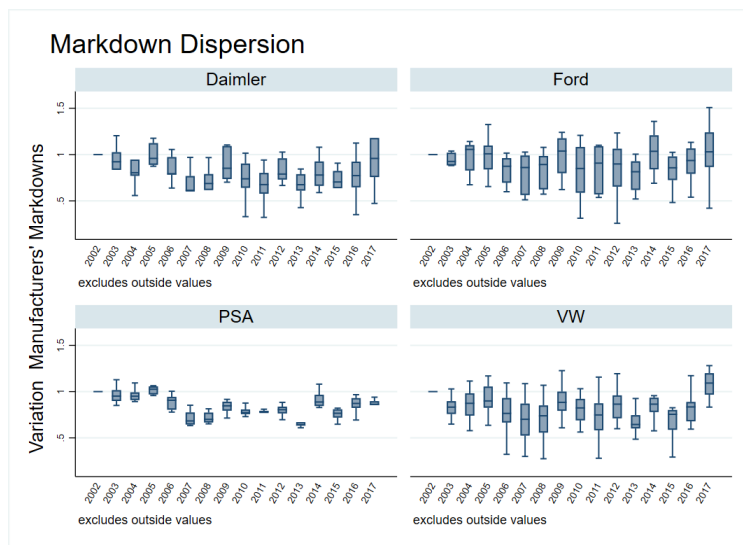 Markdown Dispersion
Daimler
Ford
1.5
1
.5
2002 2003 2004 2005 2006 2007 2008 2009 2010 2011 2012 2013 2014 2015 2016 2017
2002 2003 2004 2005 2006 2007 2008 2009 2010 2011 2012 2013 2014 2015 2016 2017
excludes outside values
excludes outside values
PSA
VW
1.5
1
.5
2002 2003 2004 2005 2006 2007 2008 2009 2010 2011 2012 2013 2014 2015 2016 2017
2002 2003 2004 2005 2006 2007 2008 2009 2010 2011 2012 2013 2014 2015 2016 2017
excludes outside values
excludes outside values
Variation Manufacturers' Markdowns